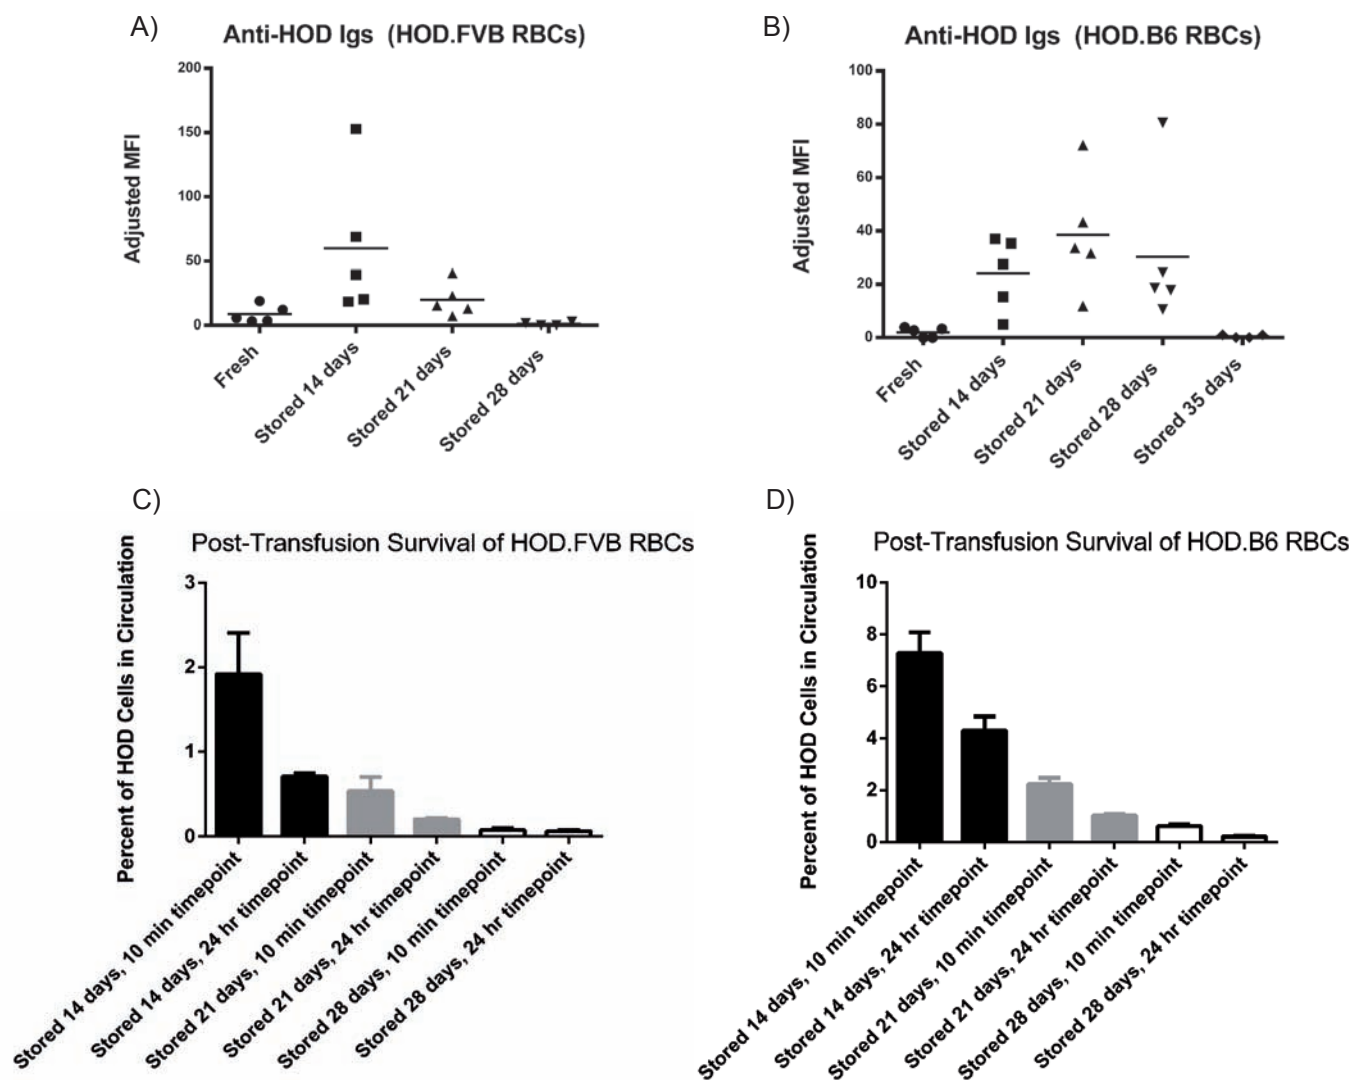 A)
Anti-HOD Igs (HOD.FVB RBCs)
Adjusted MFI
200
150
100
50
0
Fresh
Stored 14 days
Stored 21 days
Stored 28 days
B)
Anti-HOD Igs (HOD.B6 RBCs)
Adjusted MFI
100
80
60
40
20
0
Fresh
Stored 14 days
Stored 21 days
Stored 28 days
Stored 35 days
C)
Post-Transfusion Survival of HOD.FVB RBCs
Percent of HOD Cells in Circulation
3
2
1
0
Stored 14 days, 10 min timepoint
Stored 14 days, 24 hr timepoint
Stored 21 days, 10 min timepoint
Stored 21 days, 24 hr timepoint
Stored 28 days, 10 min timepoint
Stored 28 days, 24 hr timepoint
D)
Post-Transfusion Survival of HOD.B6 RBCs
Percent of HOD Cells in Circulation
10
8
6
4
2
0
Stored 14 days, 10 min timepoint
Stored 14 days, 24 hr timepoint
Stored 21 days, 10 min timepoint
Stored 21 days, 24 hr timepoint
Stored 28 days, 10 min timepoint
Stored 28 days, 24 hr timepoint